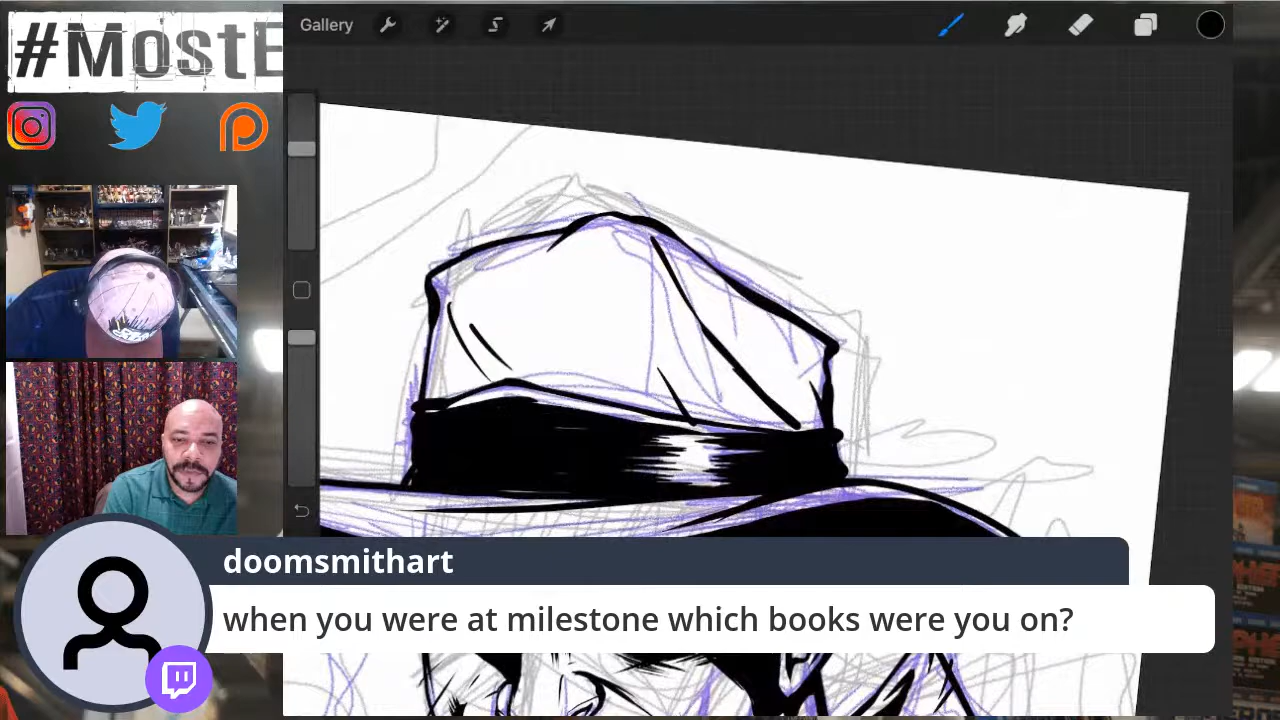 #MostE
Gallery
doomsmithart
when you were at milestone which books were you on?